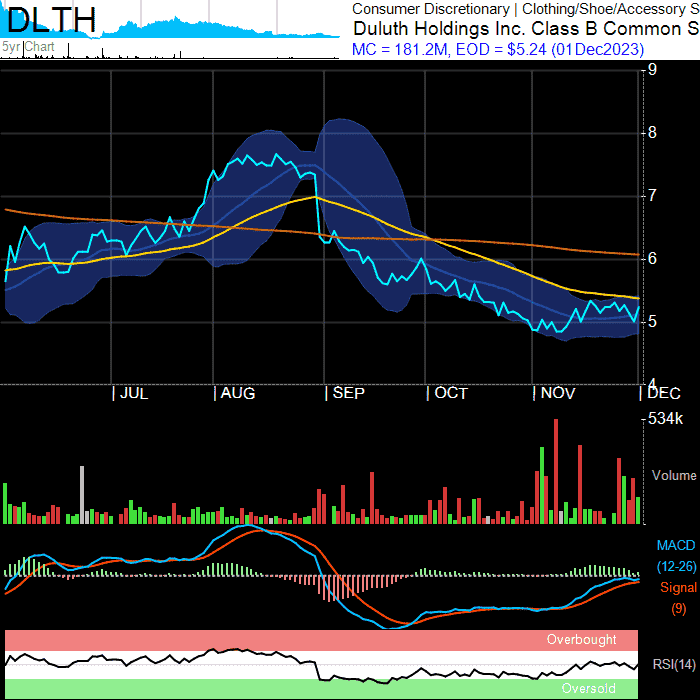 DLTH
5yr Chart
Consumer Discretionary | Clothing/Shoe/Accessory S
Duluth Holdings Inc. Class B Common S
MC = 181.2M, EOD = $5.24 (01Dec2023)
9
8
7
6
5
4
JUL
AUG
SEP
OCT
NOV
DEC
534k
Volume
MACD
(12-26)
Signal
(9)
Overbought
RSI(14)
Oversold